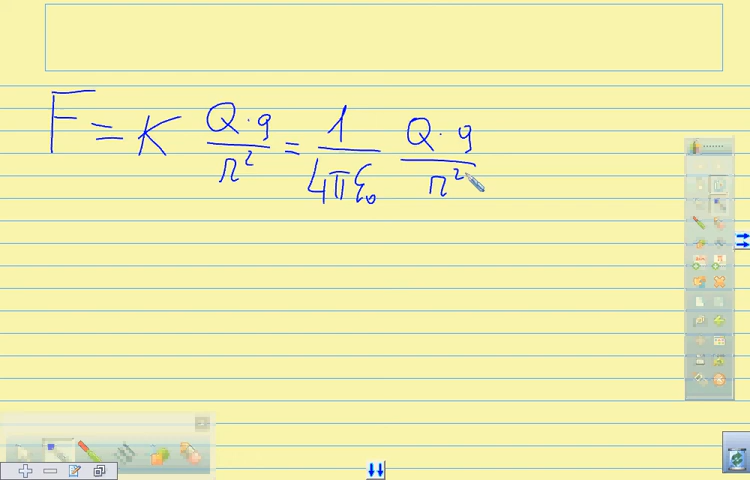 F = K Q·q/r² = 1/4πε₀ Q·q/r²